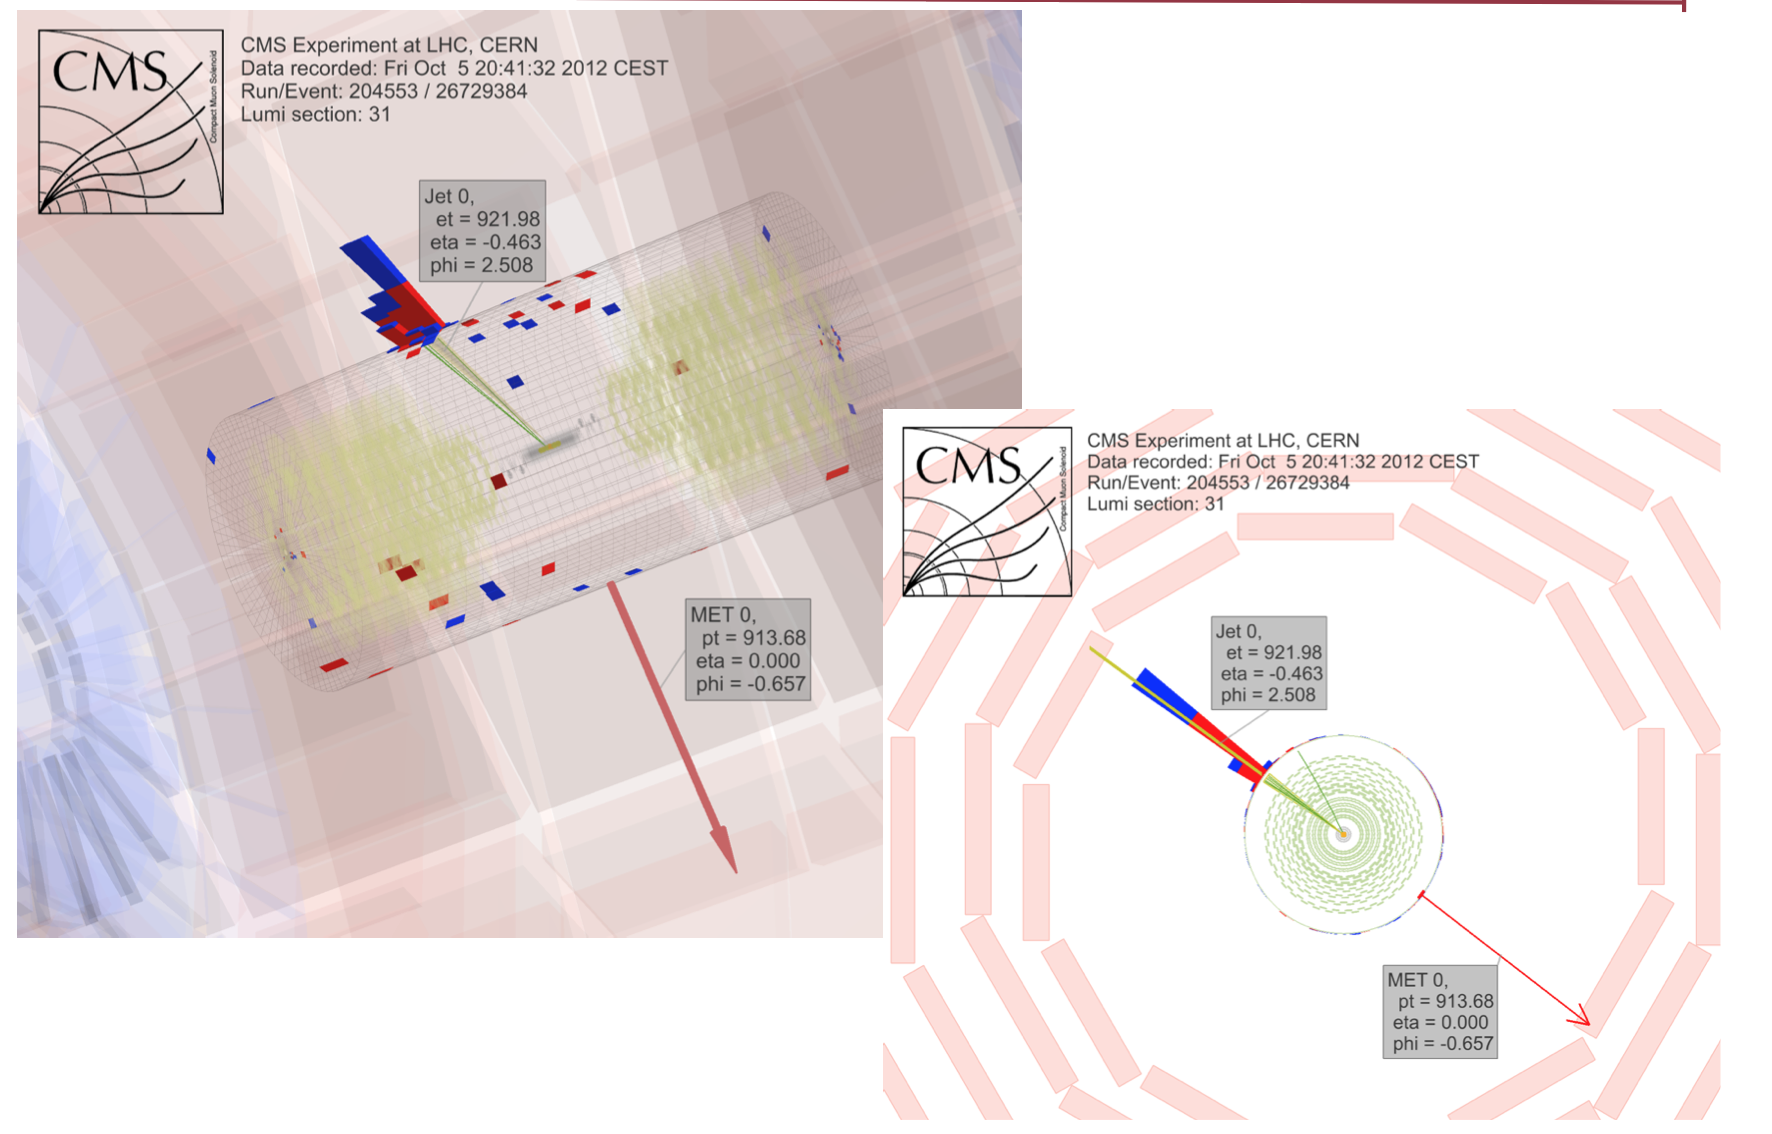 CMS
Compact Muon Solenoid
CMS Experiment at LHC, CERN
Data recorded: Fri Oct  5 20:41:32 2012 CEST
Run/Event: 204553 / 26729384
Lumi section: 31
Jet 0,
et = 921.98
eta = -0.463
phi = 2.508
MET 0,
pt = 913.68
eta = 0.000
phi = -0.657
CMS
Compact Muon Solenoid
CMS Experiment at LHC, CERN
Data recorded: Fri Oct  5 20:41:32 2012 CEST
Run/Event: 204553 / 26729384
Lumi section: 31
Jet 0,
et = 921.98
eta = -0.463
phi = 2.508
MET 0,
pt = 913.68
eta = 0.000
phi = -0.657